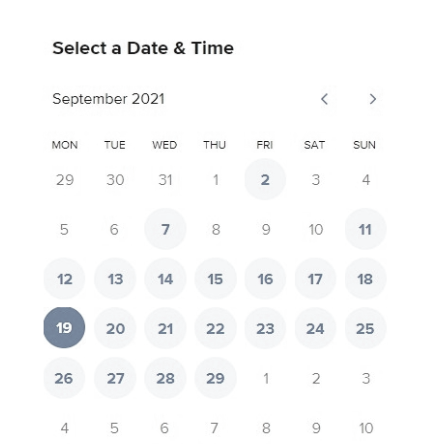 Select a Date & Time
September 2021
MON TUE WED THU FRI SAT SUN
29 30 31 1 2 3 4
5 6 7 8 9 10 11
12 13 14 15 16 17 18
19 20 21 22 23 24 25
26 27 28 29 1 2 3
4 5 6 7 8 9 10